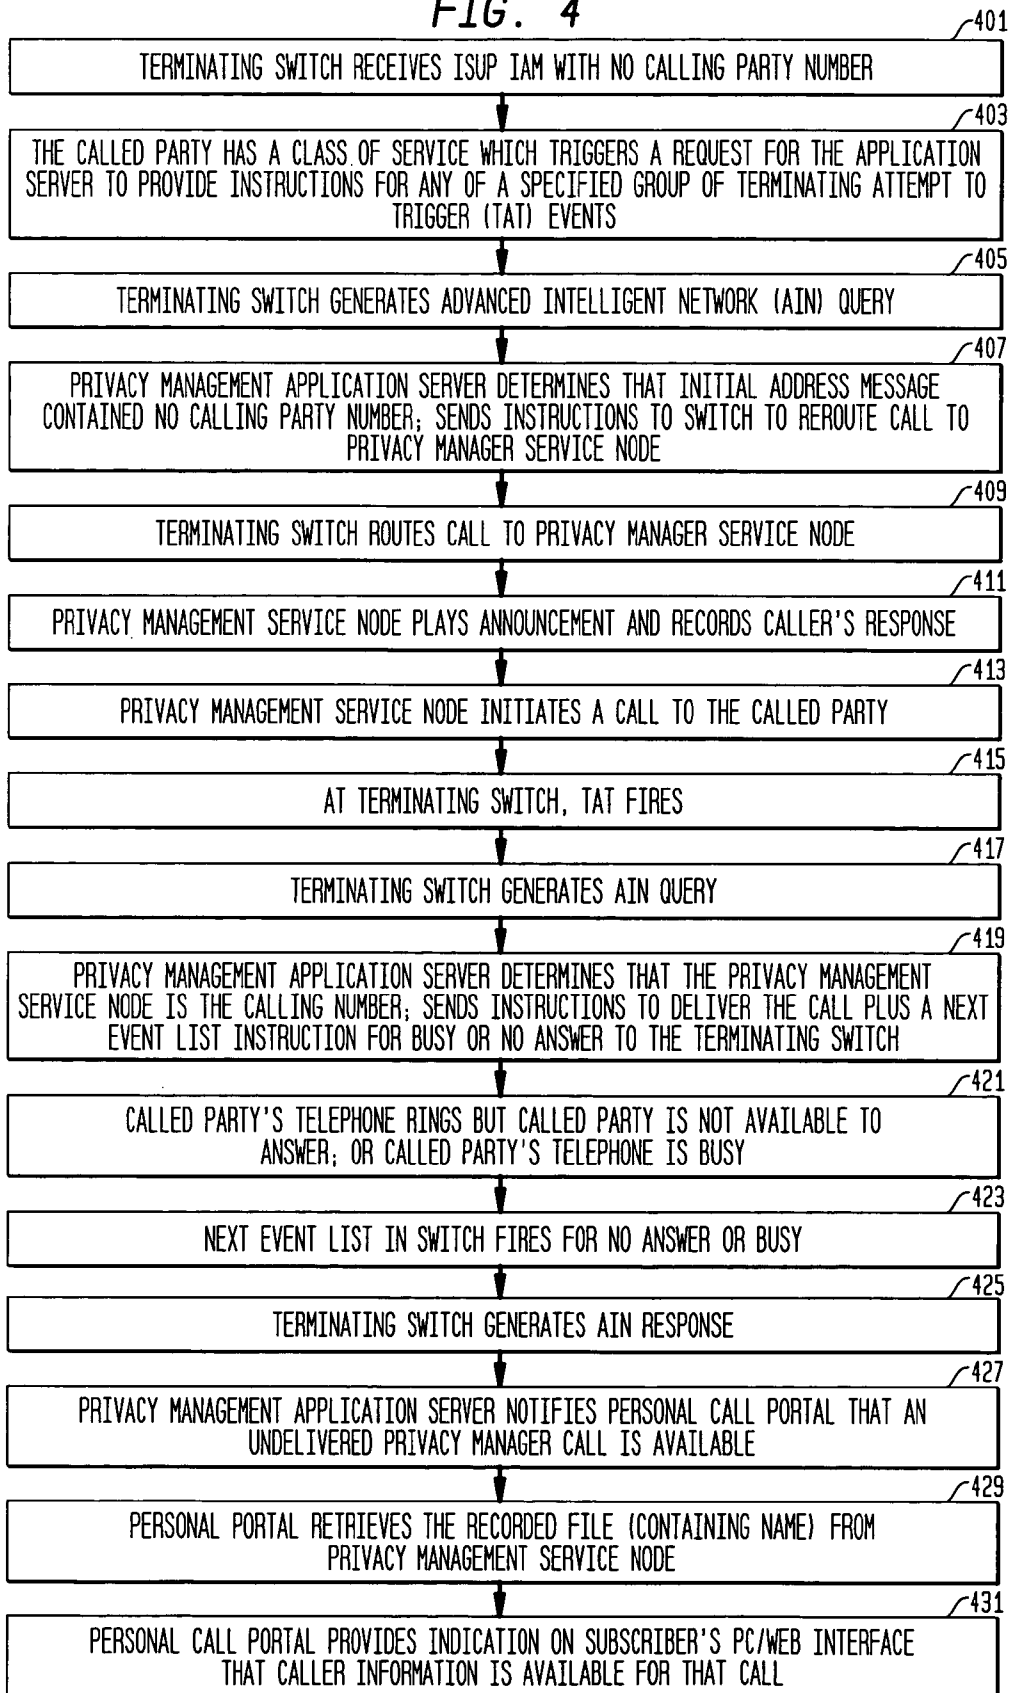 FIG. 4
401
TERMINATING SWITCH RECEIVES ISUP IAM WITH NO CALLING PARTY NUMBER
403
THE CALLED PARTY HAS A CLASS OF SERVICE WHICH TRIGGERS A REQUEST FOR THE APPLICATION
SERVER TO PROVIDE INSTRUCTIONS FOR ANY OF A SPECIFIED GROUP OF TERMINATING ATTEMPT TO
TRIGGER (TAT) EVENTS
405
TERMINATING SWITCH GENERATES ADVANCED INTELLIGENT NETWORK (AIN) QUERY
407
PRIVACY MANAGEMENT APPLICATION SERVER DETERMINES THAT INITIAL ADDRESS MESSAGE
CONTAINED NO CALLING PARTY NUMBER; SENDS INSTRUCTIONS TO SWITCH TO REROUTE CALL TO
PRIVACY MANAGER SERVICE NODE
409
TERMINATING SWITCH ROUTES CALL TO PRIVACY MANAGER SERVICE NODE
411
PRIVACY MANAGEMENT SERVICE NODE PLAYS ANNOUNCEMENT AND RECORDS CALLER'S RESPONSE
413
PRIVACY MANAGEMENT SERVICE NODE INITIATES A CALL TO THE CALLED PARTY
415
AT TERMINATING SWITCH, TAT FIRES
417
TERMINATING SWITCH GENERATES AIN QUERY
419
PRIVACY MANAGEMENT APPLICATION SERVER DETERMINES THAT THE PRIVACY MANAGEMENT
SERVICE NODE IS THE CALLING NUMBER; SENDS INSTRUCTIONS TO DELIVER THE CALL PLUS A NEXT
EVENT LIST INSTRUCTION FOR BUSY OR NO ANSWER TO THE TERMINATING SWITCH
421
CALLED PARTY'S TELEPHONE RINGS BUT CALLED PARTY IS NOT AVAILABLE TO
ANSWER; OR CALLED PARTY'S TELEPHONE IS BUSY
423
NEXT EVENT LIST IN SWITCH FIRES FOR NO ANSWER OR BUSY
425
TERMINATING SWITCH GENERATES AIN RESPONSE
427
PRIVACY MANAGEMENT APPLICATION SERVER NOTIFIES PERSONAL CALL PORTAL THAT AN
UNDELIVERED PRIVACY MANAGER CALL IS AVAILABLE
429
PERSONAL PORTAL RETRIEVES THE RECORDED FILE (CONTAINING NAME) FROM
PRIVACY MANAGEMENT SERVICE NODE
431
PERSONAL CALL PORTAL PROVIDES INDICATION ON SUBSCRIBER'S PC/WEB INTERFACE
THAT CALLER INFORMATION IS AVAILABLE FOR THAT CALL